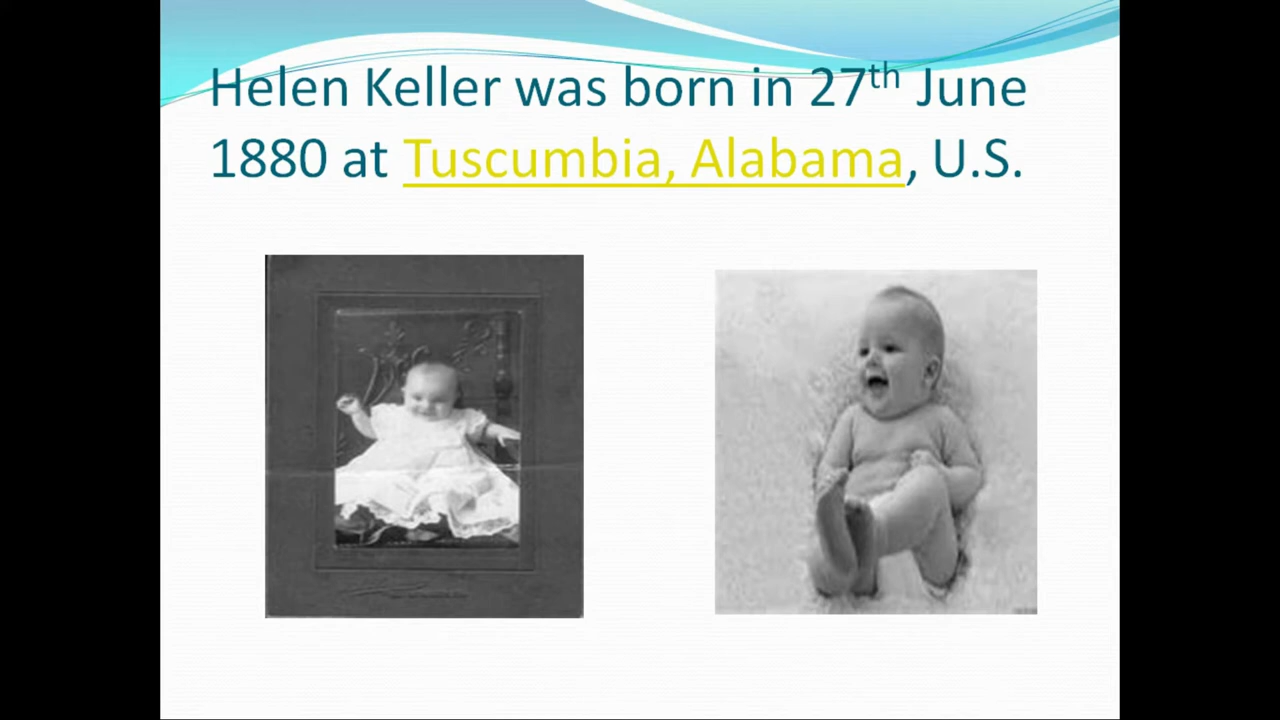 Helen Keller was born in 27th June
1880 at Tuscumbia, Alabama, U.S.